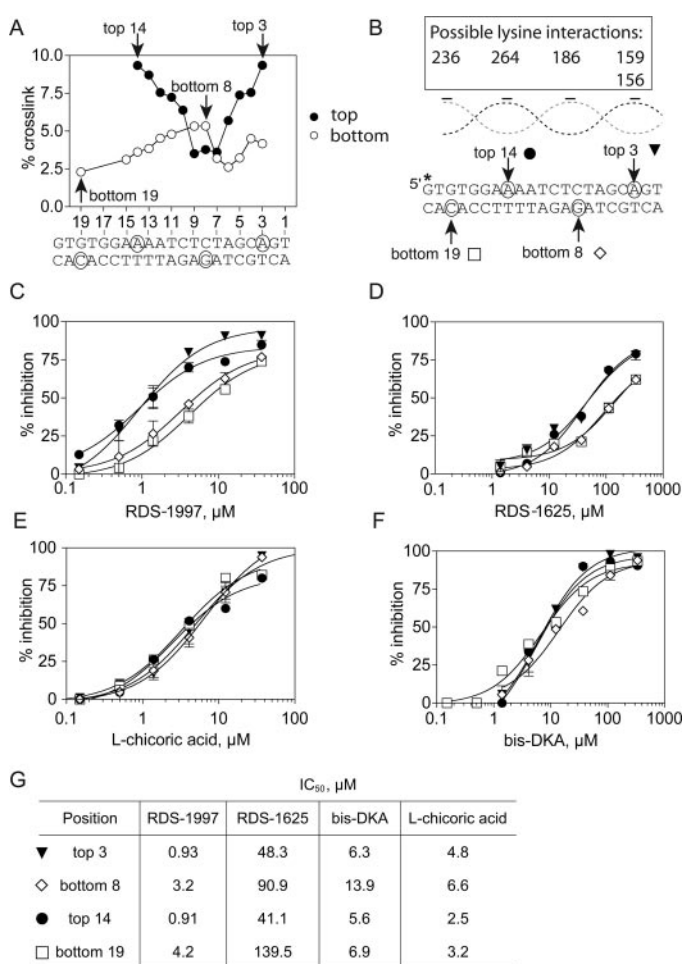 A
top 14
top 3
bottom 8
10.0
7.5
5.0
2.5
0.0
% crosslink
bottom 19
top
bottom
19 17 15 13 11 9 7 5 3 1
GTGTGGAAAATCTCTAGCAGT
CACACCTTTTAGAGATCGTCA
B
Possible lysine interactions:
236 264 186 159
156
top 14
top 3
5' *
GTGTGGAAAATCTCTAGCAGT
CACACCTTTTAGAGATCGTCA
bottom 19
bottom 8
C
100
75
50
25
0
% inhibition
0.1 1 10 100
RDS-1997, µM
D
100
75
50
25
0
% inhibition
0.1 1 10 100 1000
RDS-1625, µM
E
100
75
50
25
0
% inhibition
0.1 1 10 100
L-chicoric acid, µM
F
100
75
50
25
0
% inhibition
0.1 1 10 100 1000
bis-DKA, µM
G
IC50, µM
Position RDS-1997 RDS-1625 bis-DKA L-chicoric acid
top 3 0.93 48.3 6.3 4.8
bottom 8 3.2 90.9 13.9 6.6
top 14 0.91 41.1 5.6 2.5
bottom 19 4.2 139.5 6.9 3.2